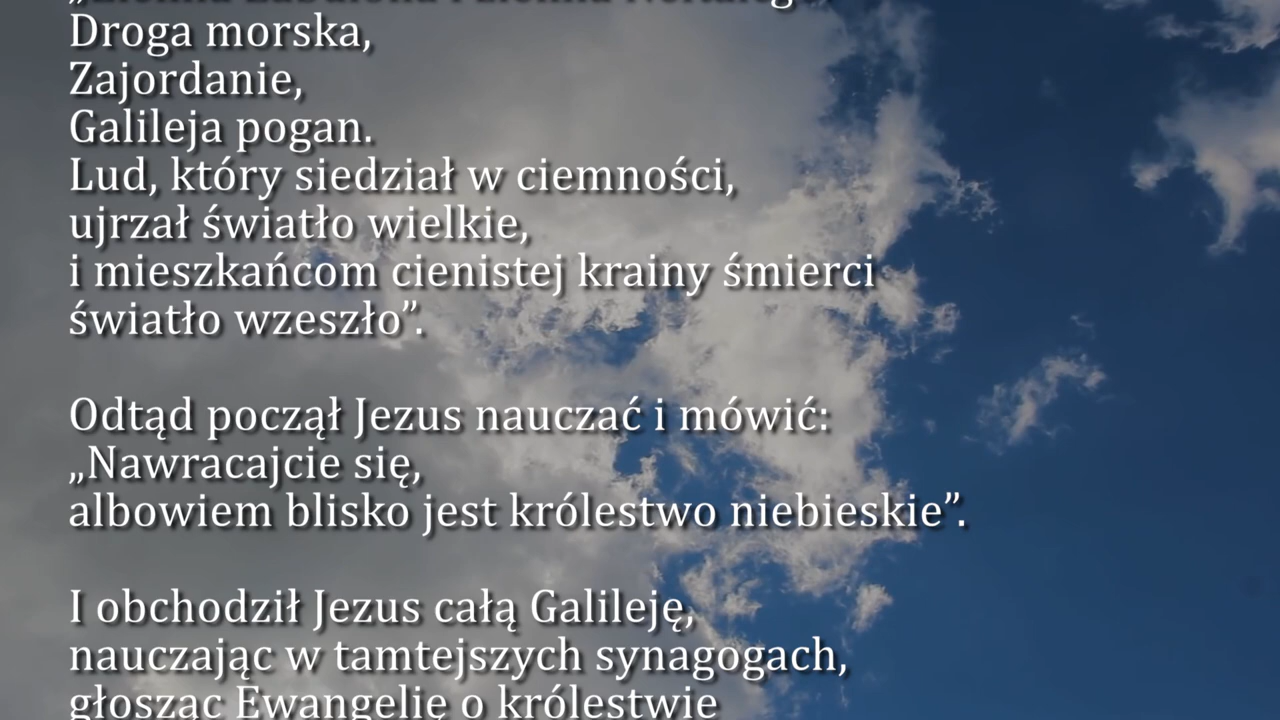 Droga morska,
Zajordanie,
Galileja pogan.
Lud, który siedział w ciemności,
ujrzał światło wielkie,
i mieszkańcom cienistej krainy śmierci
światło wzeszło”.
Odtąd począł Jezus nauczać i mówić:
„Nawracajcie się,
albowiem blisko jest królestwo niebieskie”.
I obchodził Jezus całą Galileję,
nauczając w tamtejszych synagogach,
głosząc Ewangelię o królestwie